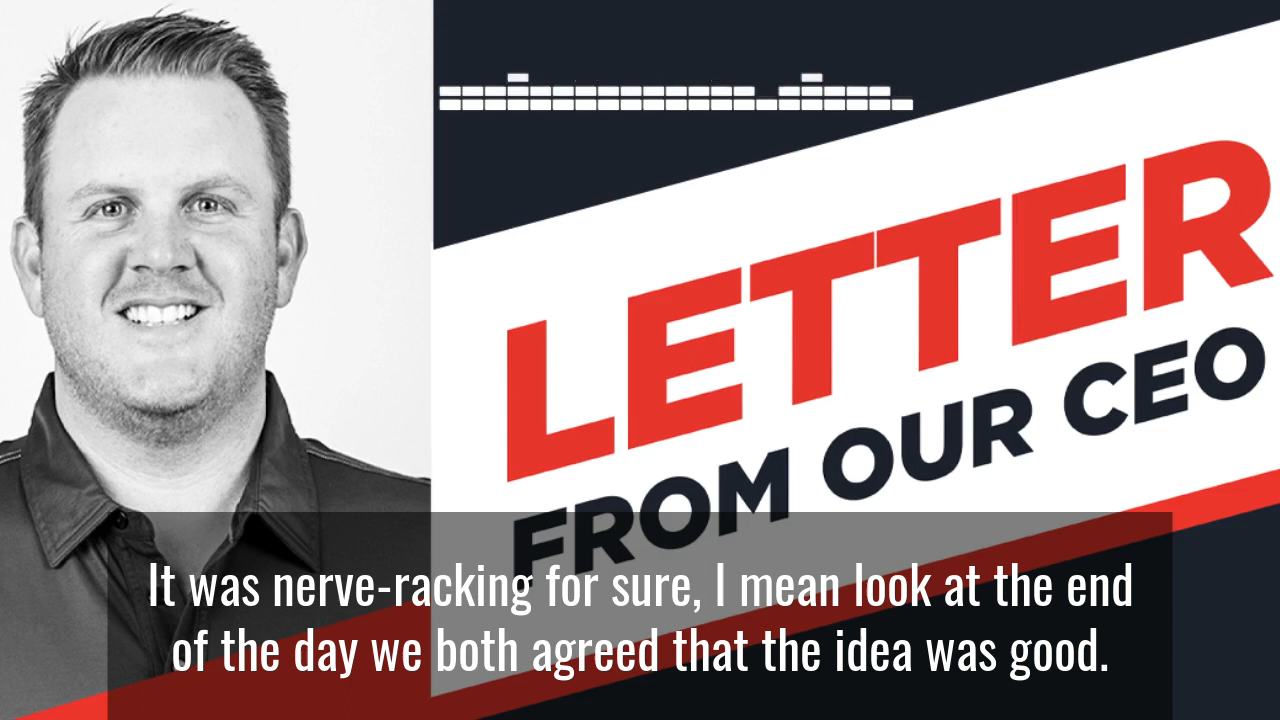 LETTER
FROM OUR CEO
It was nerve-racking for sure, I mean look at the end
of the day we both agreed that the idea was good.